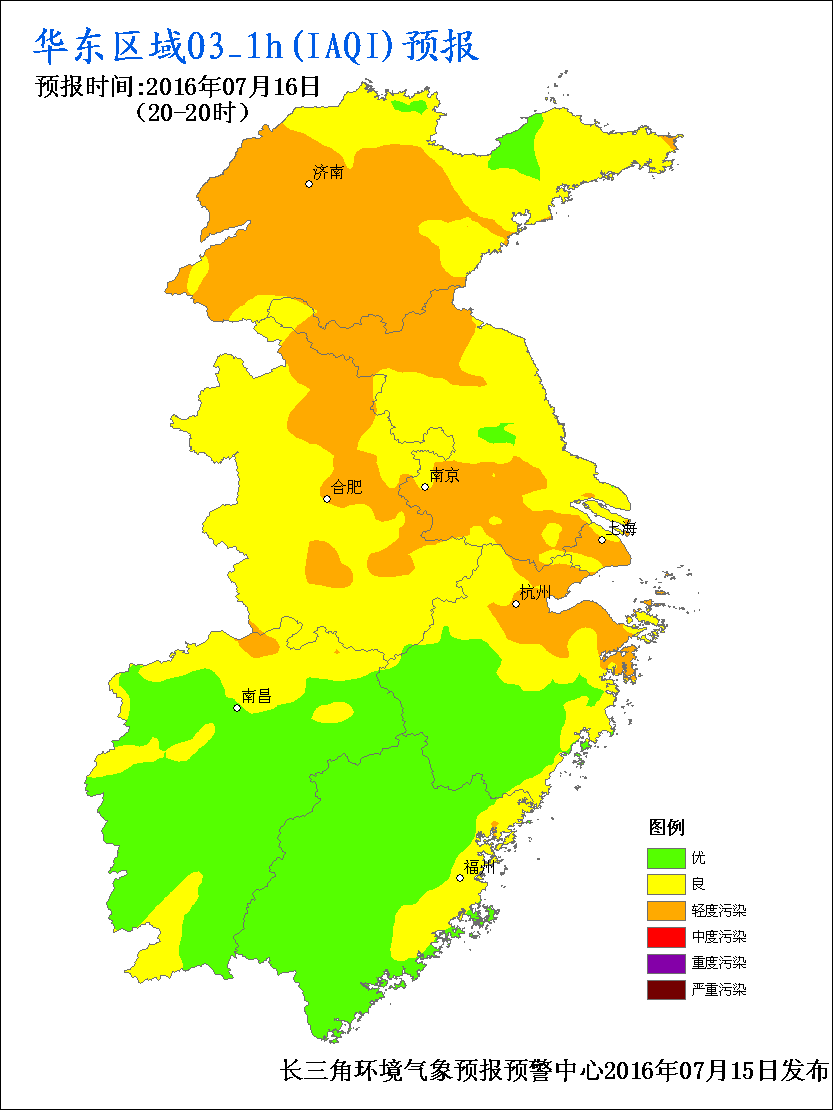 华东区域O3_1h(IAQI)预报
预报时间:2016年07月16日
（20-20时）
济南
南京
合肥
上海
杭州
南昌
福州
图例
优
良
轻度污染
中度污染
重度污染
严重污染
长三角环境气象预报预警中心2016年07月15日发布